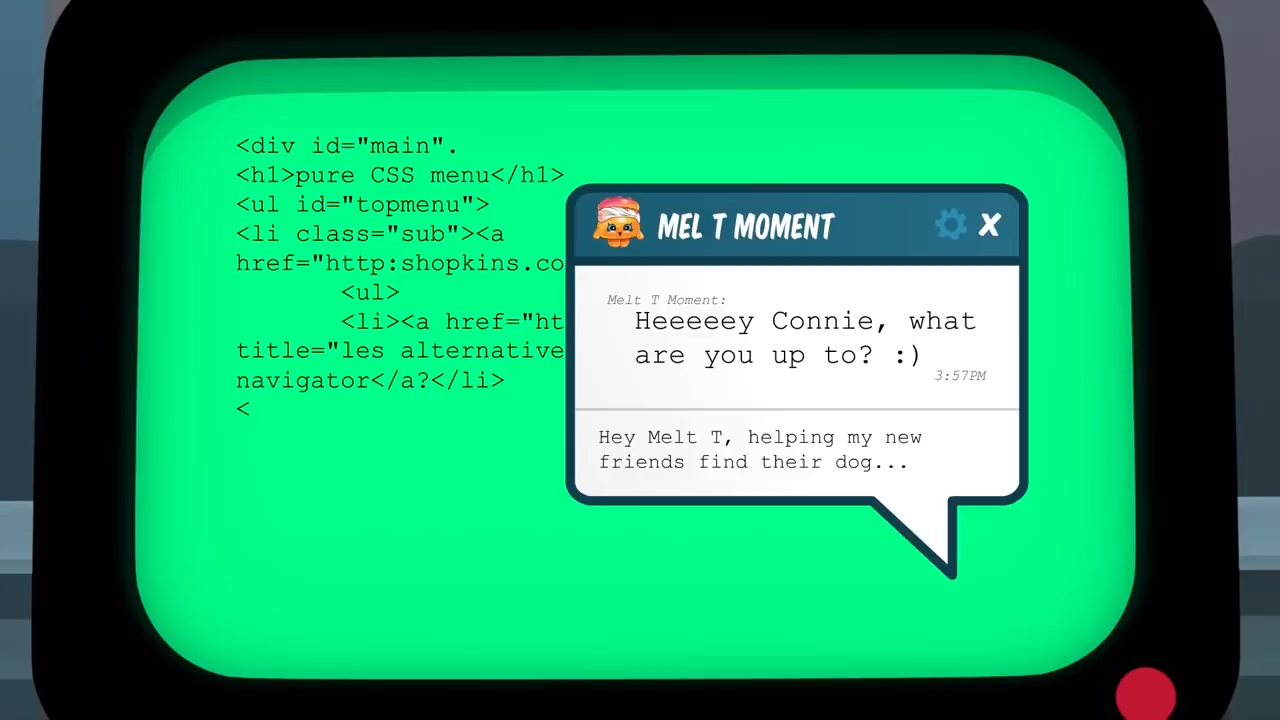 <div id="main".
<h1>pure CSS menu</h1>
<ul id="topmenu">
<li class="sub"><a
href="http:shopkins.co
<ul>
<li><a href="ht
title="les alternative
navigator</a?</li>
<
MEL T MOMENT X
Melt T Moment:
Heeeeey Connie, what
are you up to? :)
3:57PM
Hey Melt T, helping my new
friends find their dog...